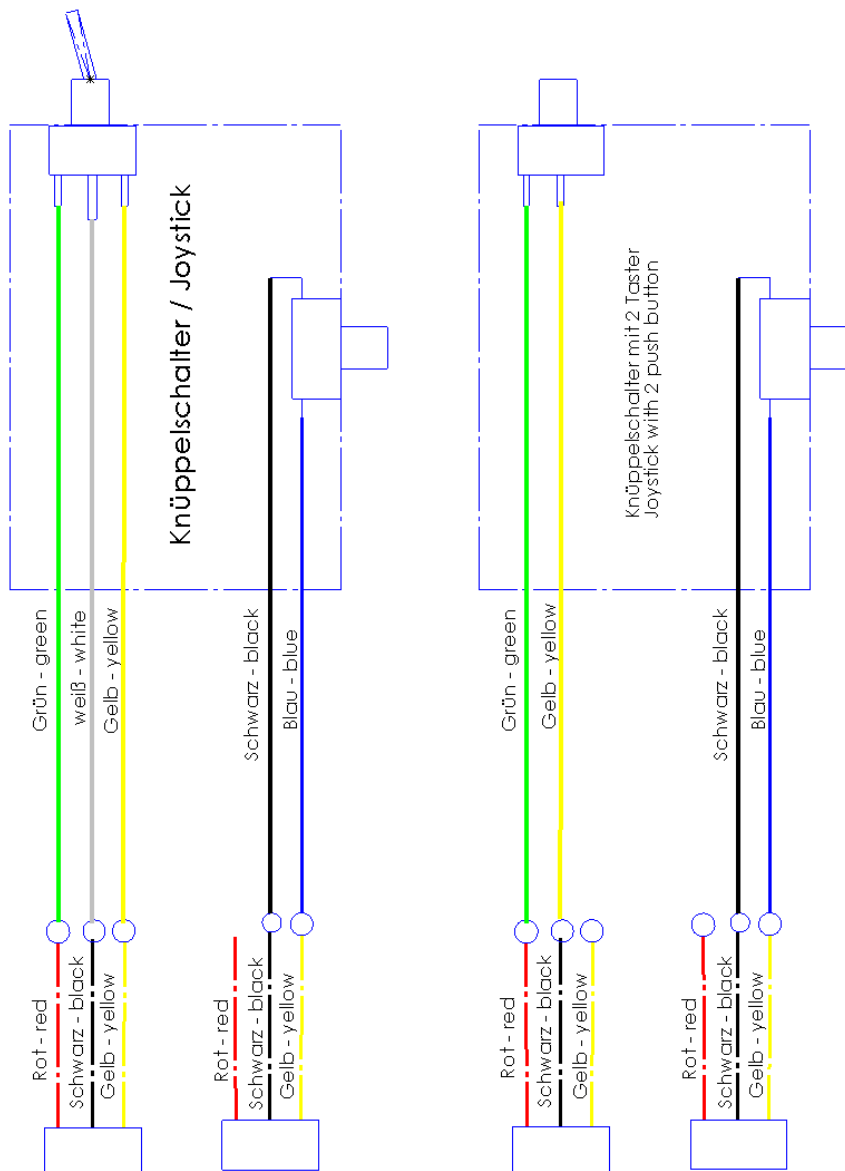 Knüppelschalter / Joystick
Grün - green
weiß - white
Gelb - yellow
Schwarz - black
Blau - blue
Rot - red
Schwarz - black
Gelb - yellow
Rot - red
Schwarz - black
Gelb - yellow
Knüppelschalter mit 2 Taster
Joystick with 2 push button
Grün - green
Gelb - yellow
Schwarz - black
Blau - blue
Rot - red
Schwarz - black
Gelb - yellow
Rot - red
Schwarz - black
Gelb - yellow